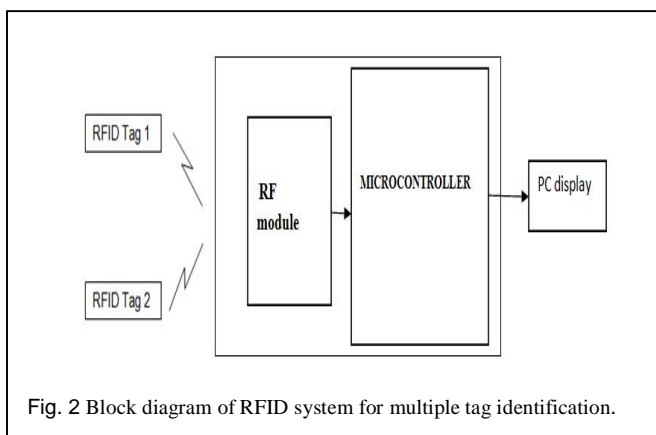 RFID Tag 1
RF
module
MICROCONTROLLER
PC display
RFID Tag 2
Fig. 2 Block diagram of RFID system for multiple tag identification.